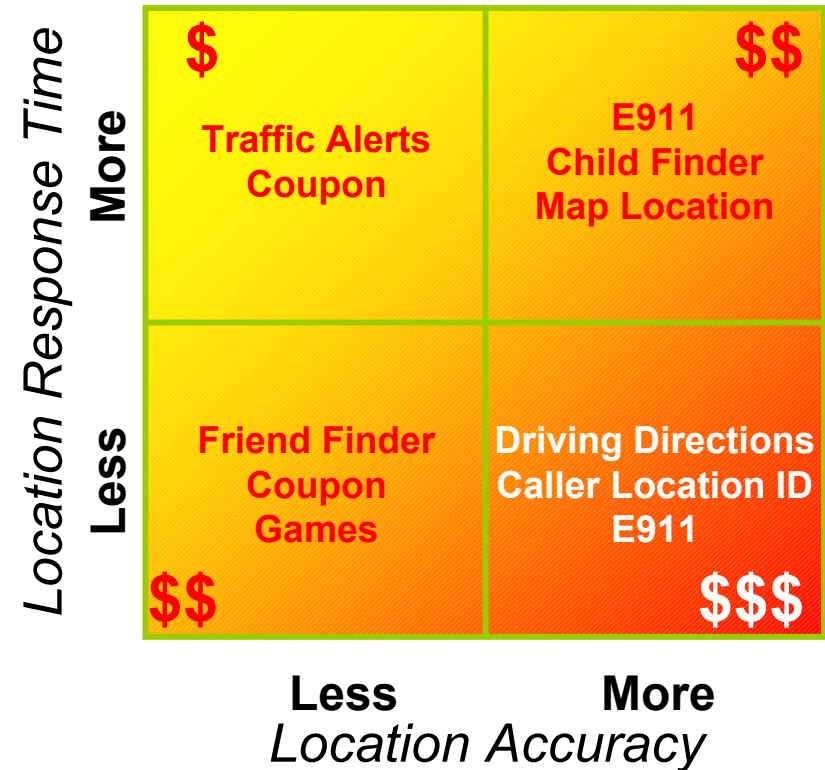 Location Response Time
More
Less
$
Traffic Alerts
Coupon
$$
E911
Child Finder
Map Location
Friend Finder
Coupon
Games
$$
Driving Directions
Caller Location ID
E911
$$$
Less
More
Location Accuracy